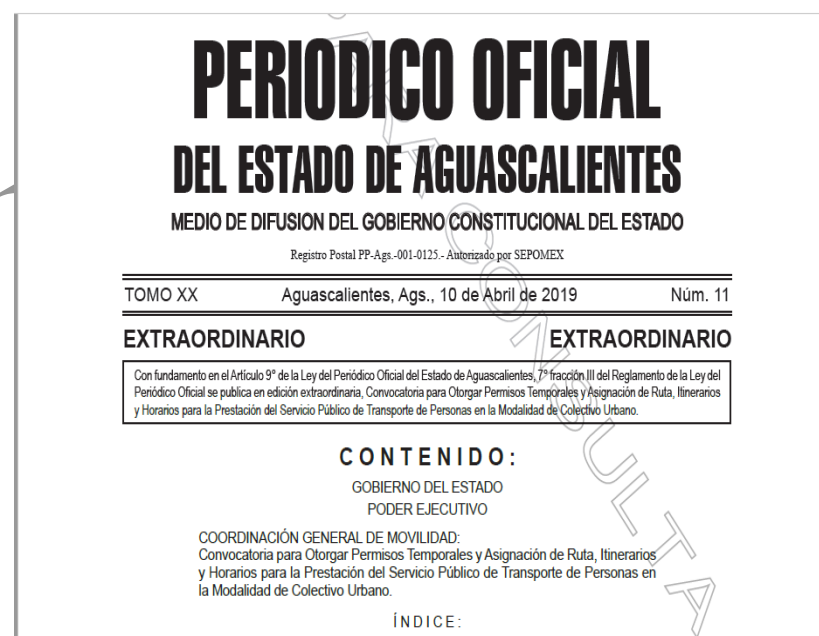 PERIODICO OFICIAL
DEL ESTADO DE AGUASCALIENTES
MEDIO DE DIFUSION DEL GOBIERNO CONSTITUCIONAL DEL ESTADO
Registro Postal PP-Ags.-001-0125.- Autorizado por SEPOMEX
TOMO XX Aguascalientes, Ags., 10 de Abril de 2019 Núm. 11
EXTRAORDINARIO EXTRAORDINARIO
Con fundamento en el Artículo 9° de la Ley del Periódico Oficial del Estado de Aguascalientes, 7° fracción III del Reglamento de la Ley del
Periódico Oficial se publica en edición extraordinaria, Convocatoria para Otorgar Permisos Temporales y Asignación de Ruta, Itinerarios
y Horarios para la Prestación del Servicio Público de Transporte de Personas en la Modalidad de Colectivo Urbano.
CONTENIDO:
GOBIERNO DEL ESTADO
PODER EJECUTIVO
COORDINACIÓN GENERAL DE MOVILIDAD:
Convocatoria para Otorgar Permisos Temporales y Asignación de Ruta, Itinerarios
y Horarios para la Prestación del Servicio Público de Transporte de Personas en
la Modalidad de Colectivo Urbano.
ÍNDICE:
CONSULTA